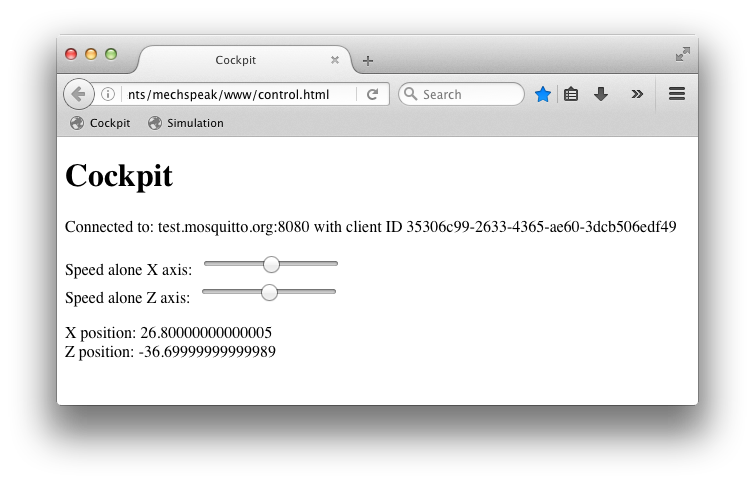 Cockpit
nts/mechspeak/www/control.html
Search
Cockpit
Simulation
Cockpit
Connected to: test.mosquitto.org:8080 with client ID 35306c99-2633-4365-ae60-3dcb506edf49
Speed alone X axis:
Speed alone Z axis:
X position: 26.80000000000005
Z position: -36.69999999999989